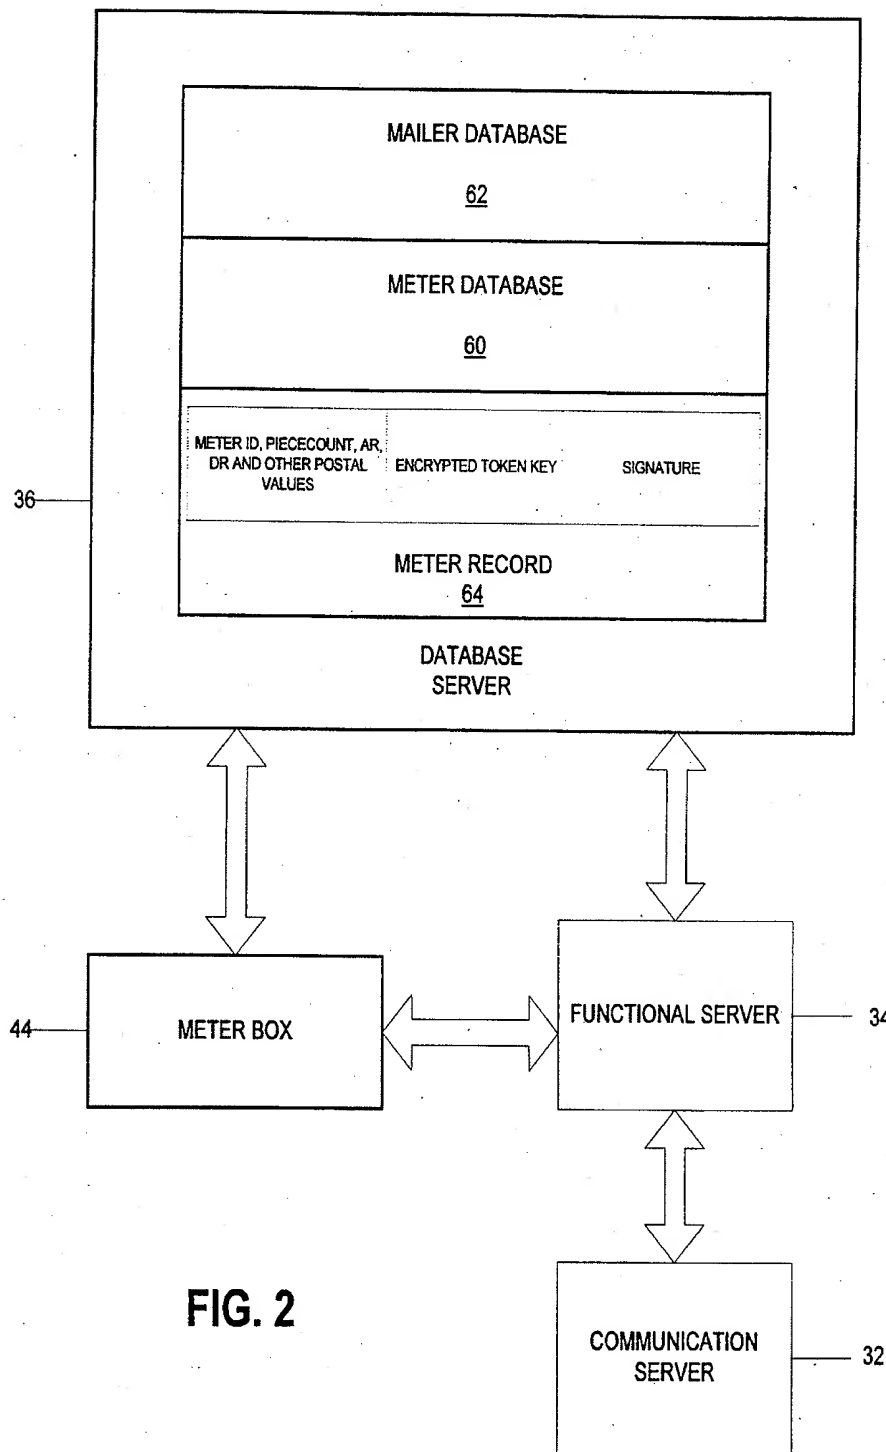 MAILER DATABASE
62
METER DATABASE
60
METER ID, PIECECOUNT, AR,
DR AND OTHER POSTAL
VALUES
ENCRYPTED TOKEN KEY
SIGNATURE
36
METER RECORD
64
DATABASE
SERVER
44
METER BOX
FUNCTIONAL SERVER
34
FIG. 2
COMMUNICATION
SERVER
32